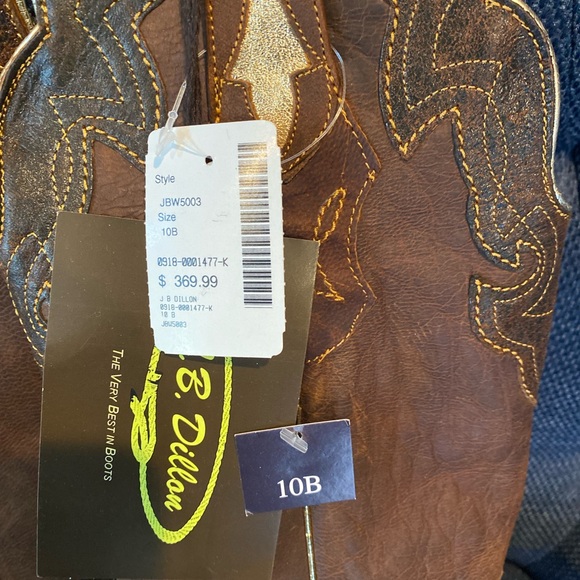 Style
JBW5003
Size
10B
0918-0001477-K
$ 369.99
J B DILLON
0918-0001477-K
10 B
JBW5003
B. Dillon
THE VERY BEST IN BOOTS
10B